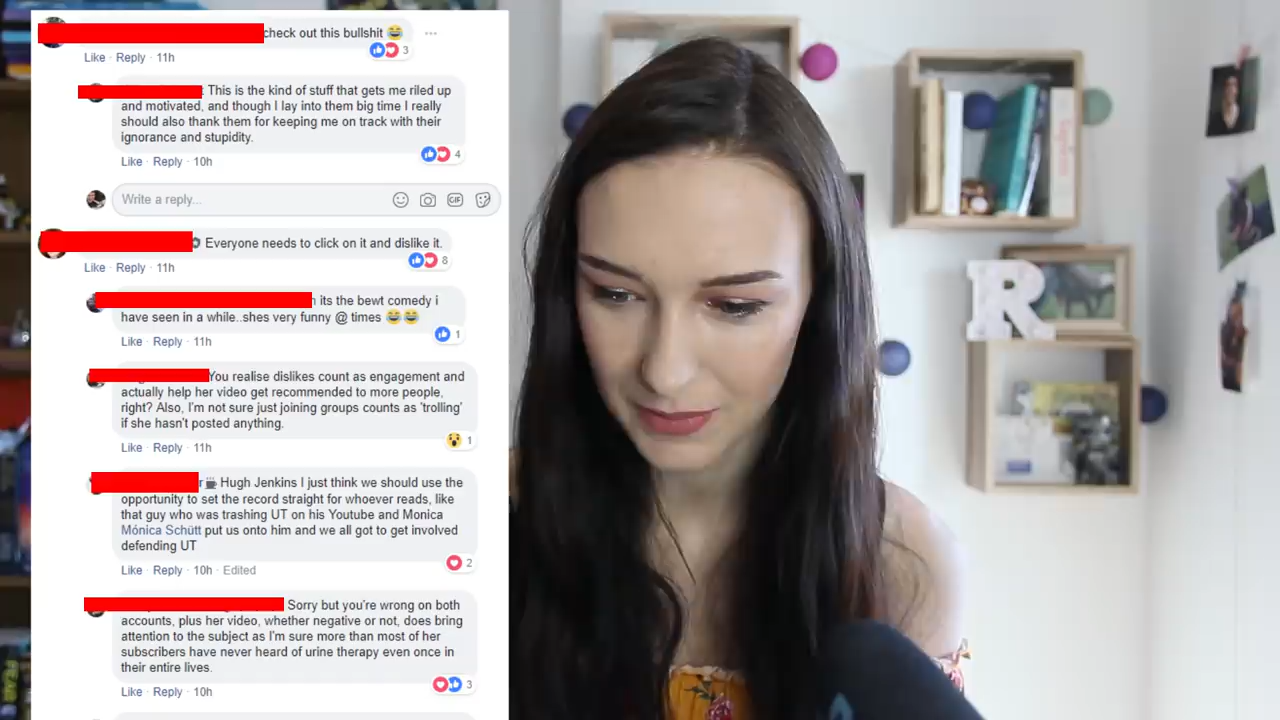 check out this bullshit 😂
3
Like · Reply · 11h
: This is the kind of stuff that gets me riled up
and motivated, and though I lay into them big time I really
should also thank them for keeping me on track with their
ignorance and stupidity.
4
Like · Reply · 10h
Write a reply...
GIF
Everyone needs to click on it and dislike it.
8
Like · Reply · 11h
its the bewt comedy i
have seen in a while..shes very funny @ times 😂😂
Like · Reply · 11h
1
You realise dislikes count as engagement and
actually help her video get recommended to more people,
right? Also, I'm not sure just joining groups counts as 'trolling'
if she hasn't posted anything.
1
Like · Reply · 11h
r ☕ Hugh Jenkins I just think we should use the
opportunity to set the record straight for whoever reads, like
that guy who was trashing UT on his Youtube and Monica
Mónica Schütt put us onto him and we all got to get involved
defending UT
2
Like · Reply · 10h · Edited
Sorry but you're wrong on both
accounts, plus her video, whether negative or not, does bring
attention to the subject as I'm sure more than most of her
subscribers have never heard of urine therapy even once in
their entire lives.
3
Like · Reply · 10h
R